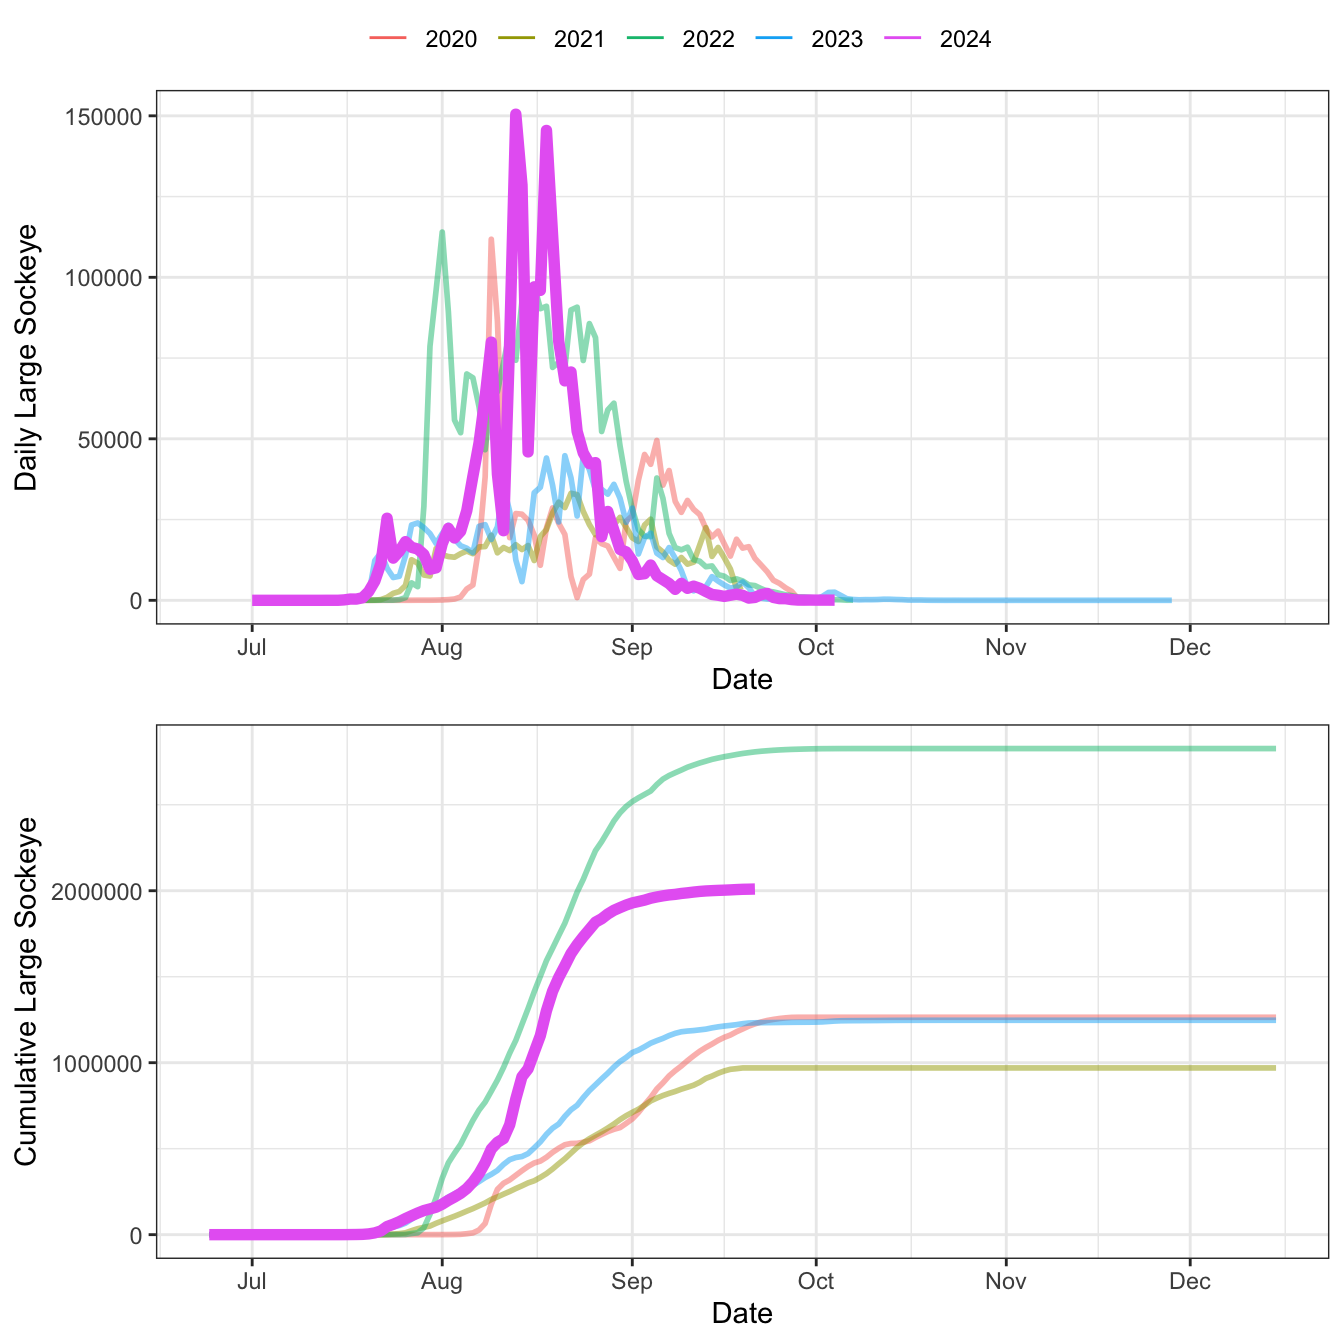 2020 2021 2022 2023 2024
Daily Large Sockeye
150000
100000
50000
0
Jul Aug Sep Oct Nov Dec
Date
Cumulative Large Sockeye
2000000
1000000
0
Jul Aug Sep Oct Nov Dec
Date